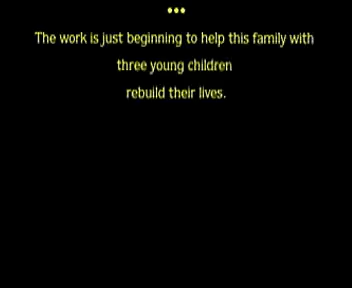 •••
The work is just beginning to help this family with
three young children
rebuild their lives.